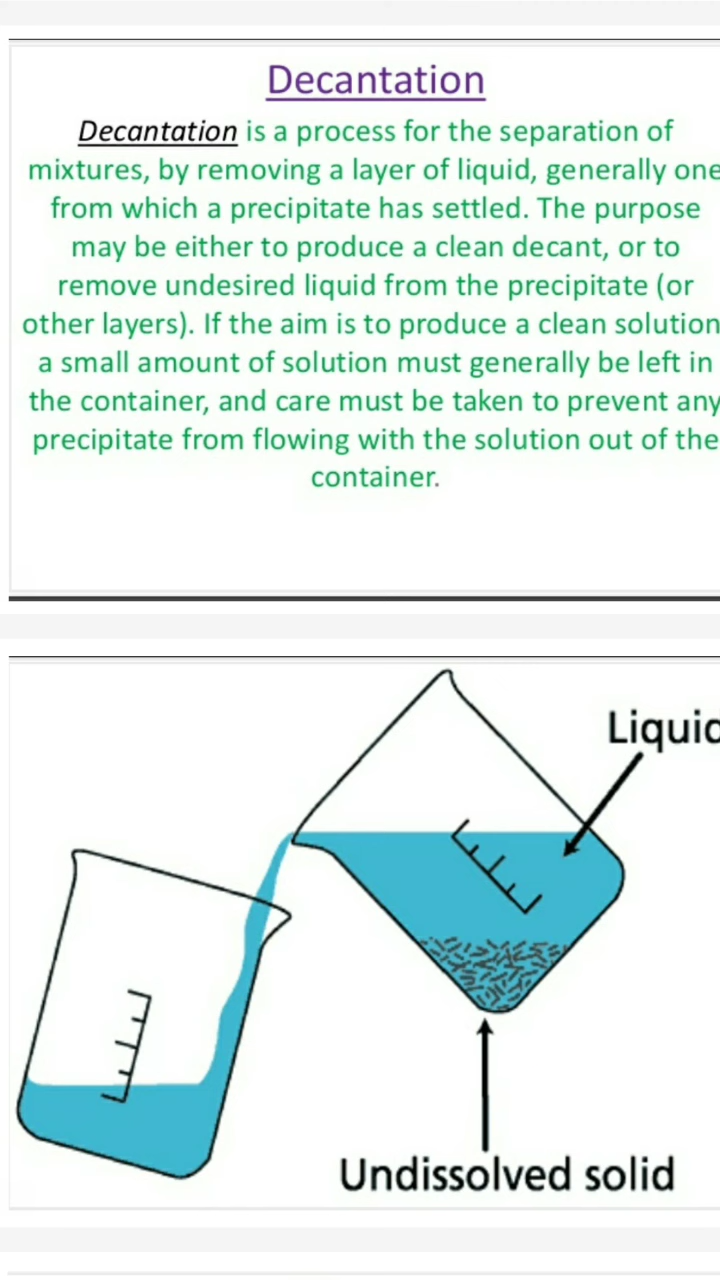 Decantation
Decantation is a process for the separation of
mixtures, by removing a layer of liquid, generally one
from which a precipitate has settled. The purpose
may be either to produce a clean decant, or to
remove undesired liquid from the precipitate (or
other layers). If the aim is to produce a clean solution
a small amount of solution must generally be left in
the container, and care must be taken to prevent any
precipitate from flowing with the solution out of the
container.
Liquid
Undissolved solid